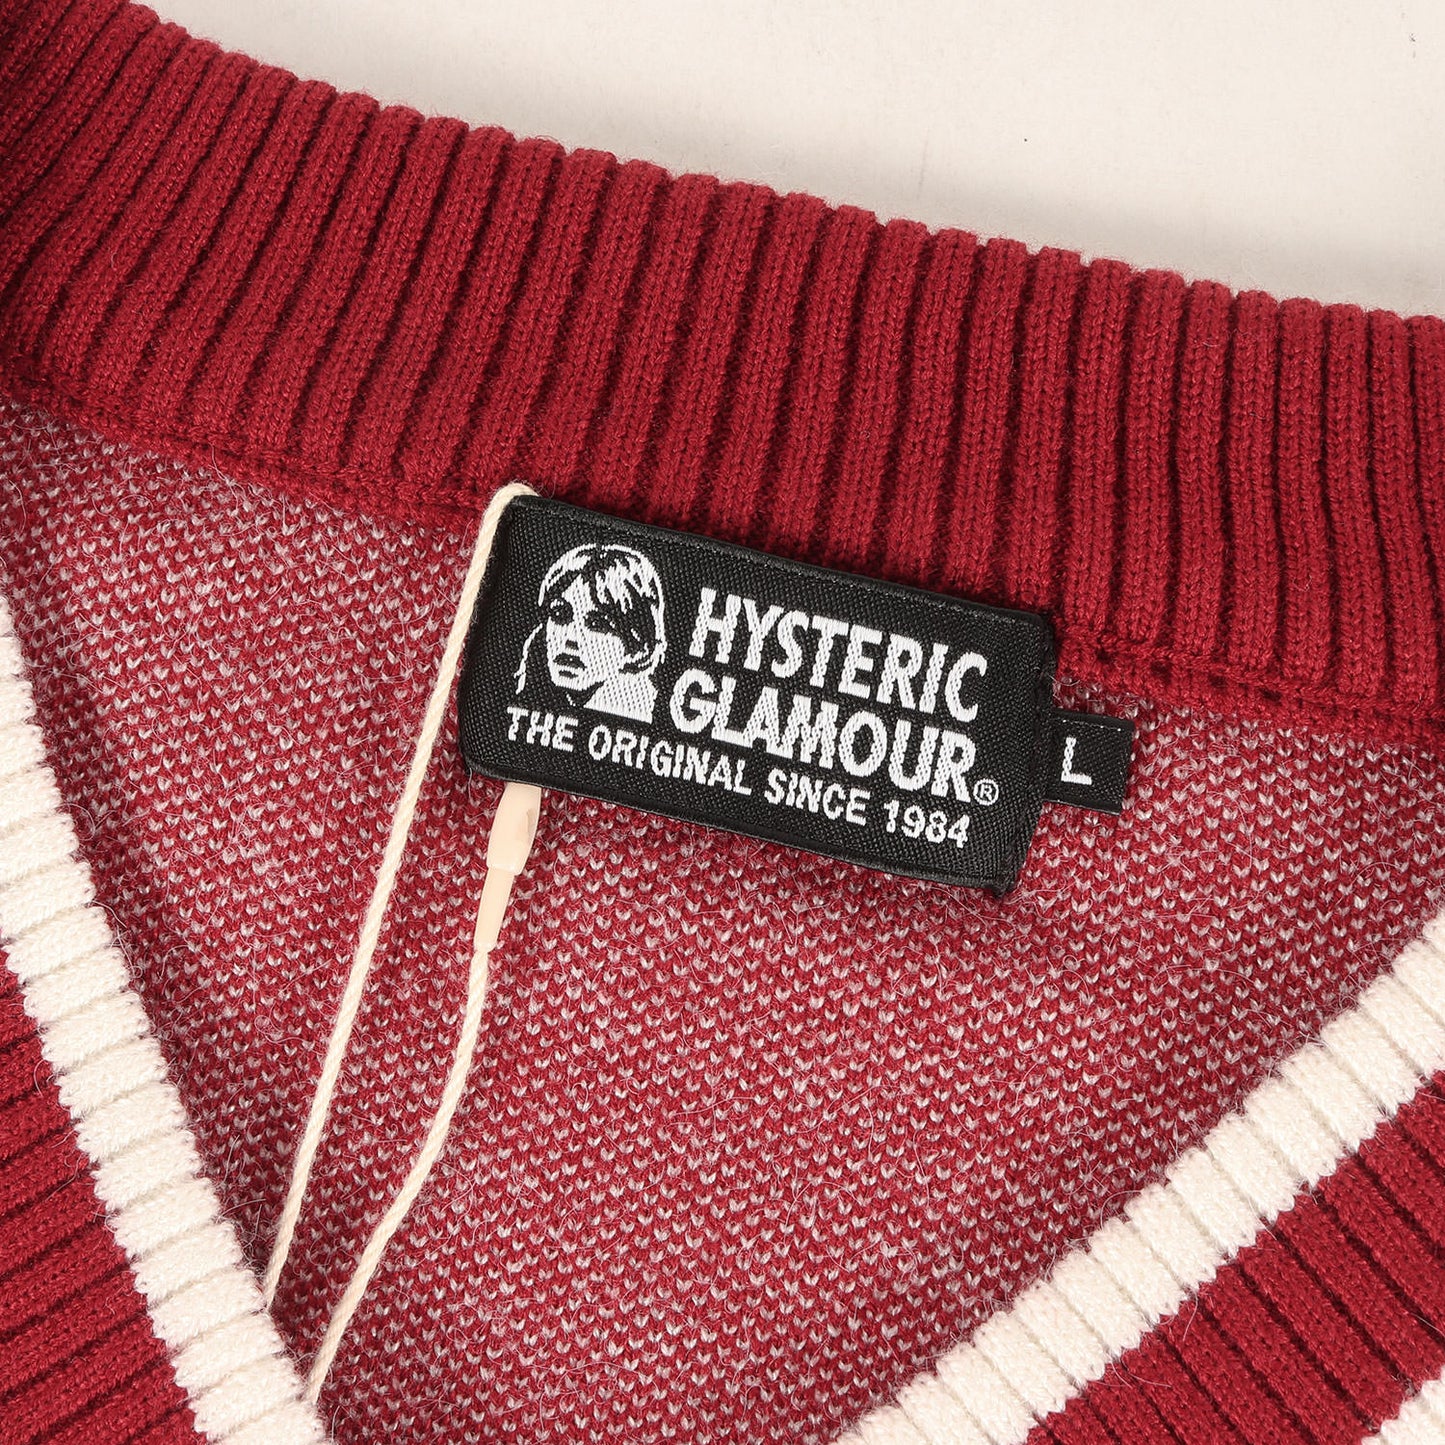 HYSTERIC
GLAMOUR®
THE ORIGINAL SINCE 1984
L